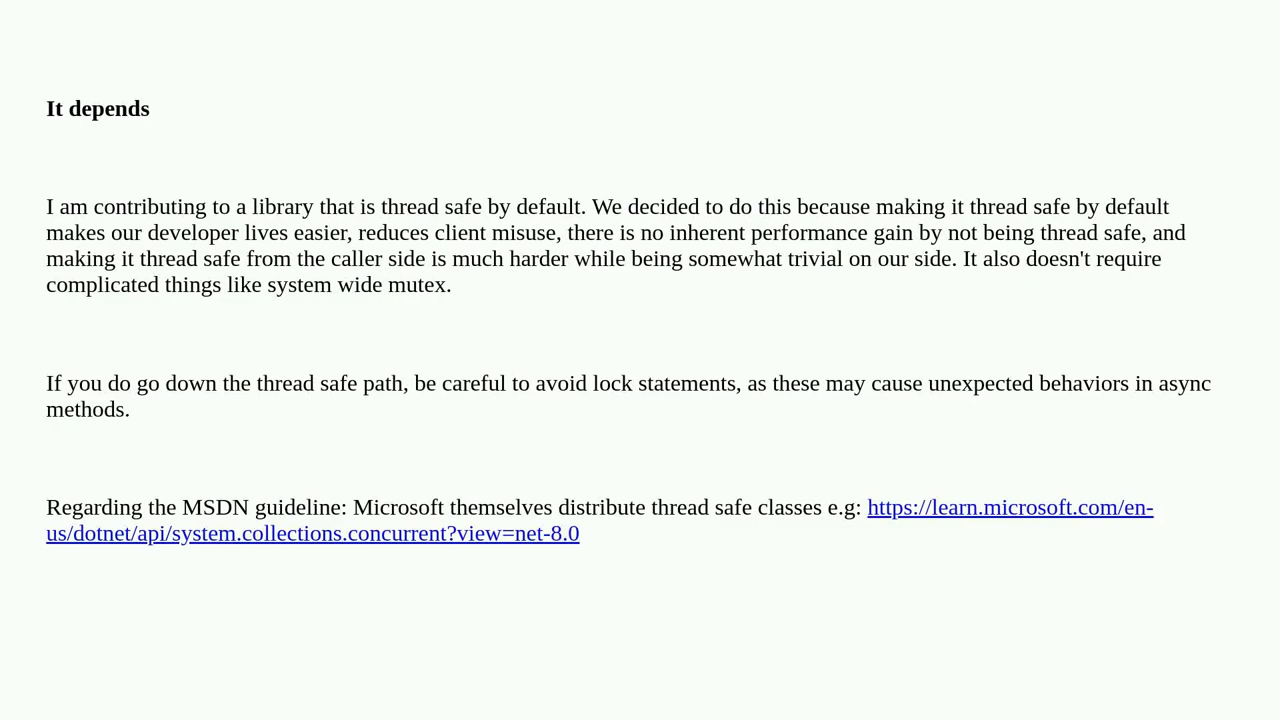 It depends
I am contributing to a library that is thread safe by default. We decided to do this because making it thread safe by default
makes our developer lives easier, reduces client misuse, there is no inherent performance gain by not being thread safe, and
making it thread safe from the caller side is much harder while being somewhat trivial on our side. It also doesn't require
complicated things like system wide mutex.
If you do go down the thread safe path, be careful to avoid lock statements, as these may cause unexpected behaviors in async
methods.
Regarding the MSDN guideline: Microsoft themselves distribute thread safe classes e.g: https://learn.microsoft.com/en-
us/dotnet/api/system.collections.concurrent?view=net-8.0